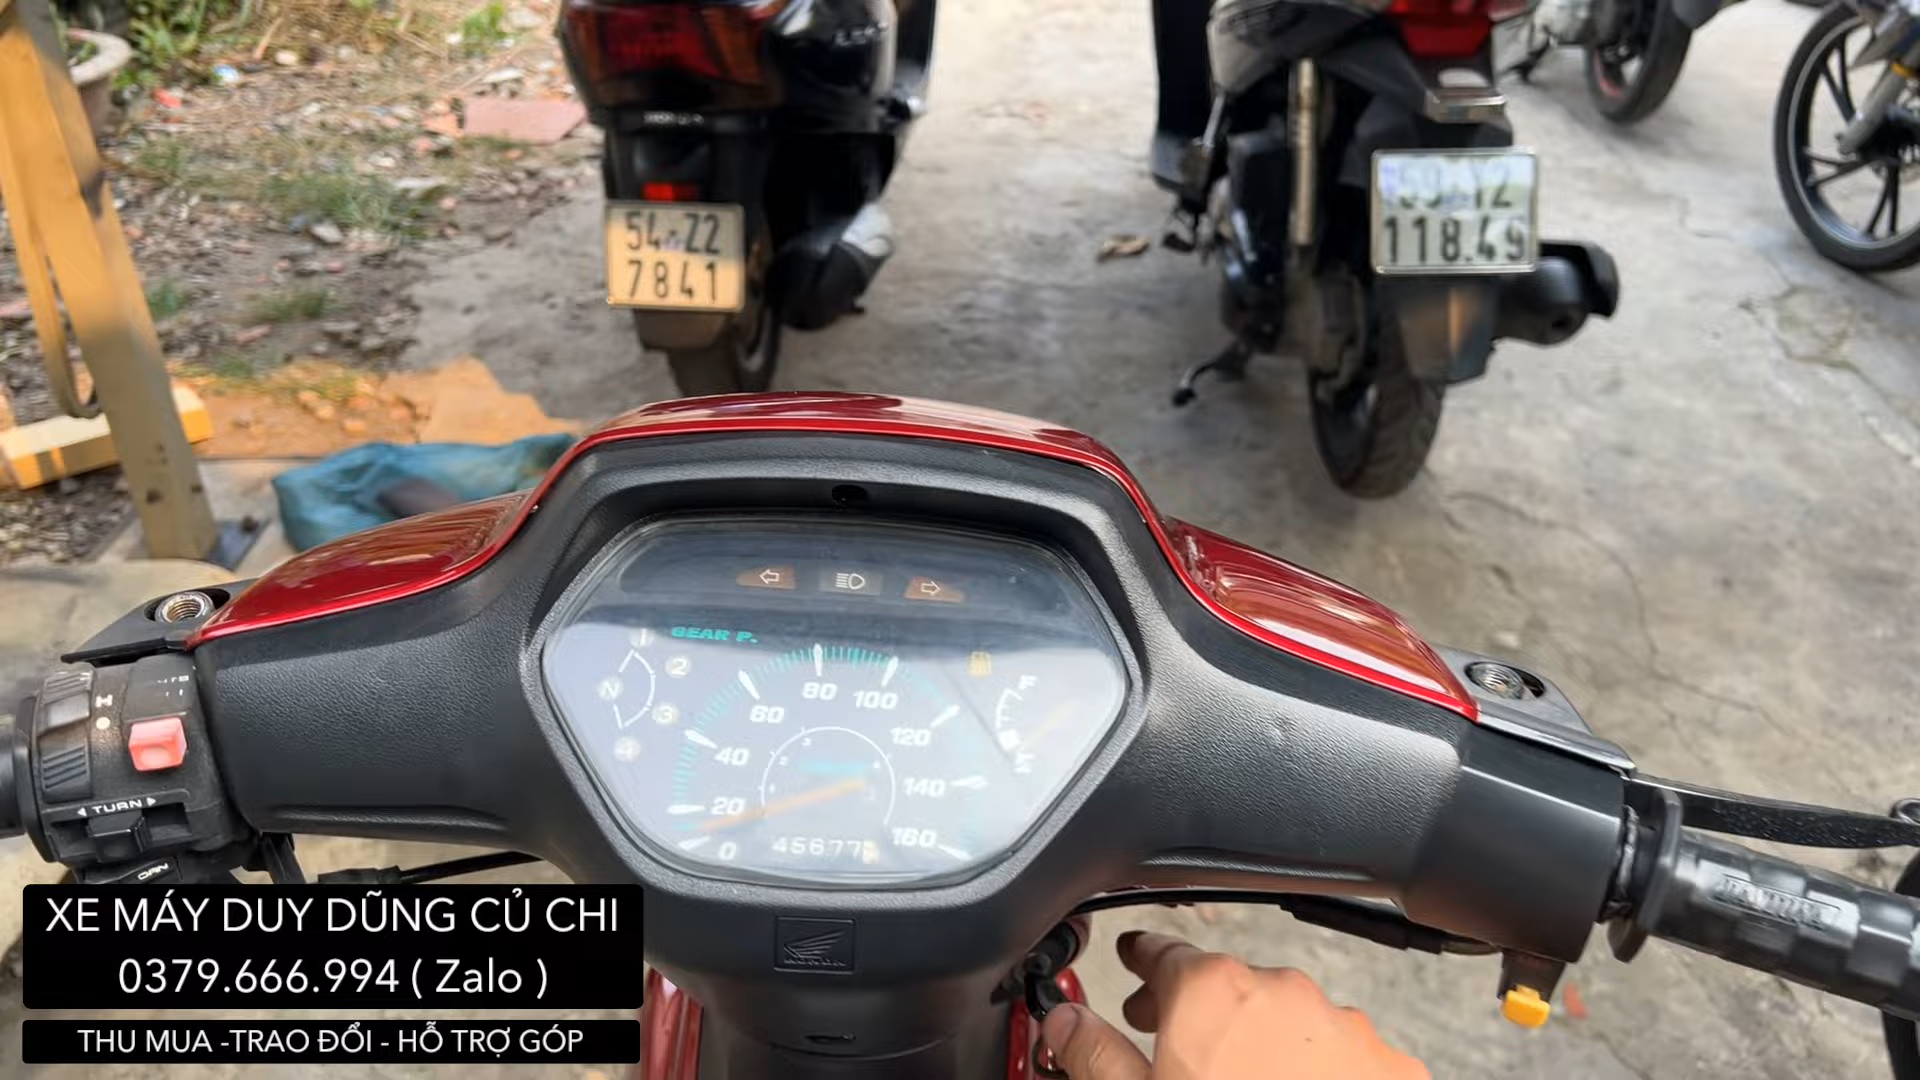 54-Z2
7841
118.49
GEAR P.
1
2
N
3
4
F
0
20
40
60
80
100
120
140
160
45677
TURN
H
HONDA
XE MÁY DUY DŨNG CỦ CHI
0379.666.994 ( Zalo )
THU MUA -TRAO ĐỔI - HỖ TRỢ GÓP